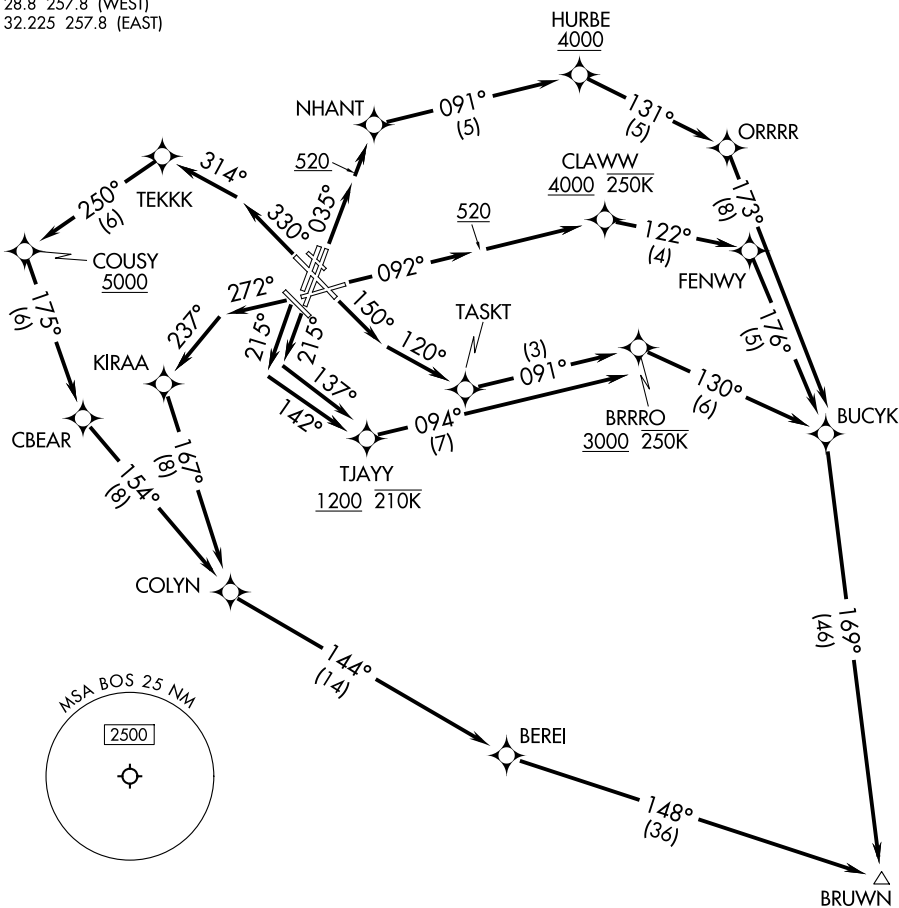 28.8 257.8 (WEST)
32.225 257.8 (EAST)
HURBE
4000
NHANT
091°
(5)
131°
(5)
ORRRR
520
314°
TEKKK
CLAWW
4000 250K
173°
(8)
250°
(6)
330°
035°
520
122°
(4)
COUSY
5000
092°
FENWY
272°
150°
TASKT
175°
(6)
237°
215°
215°
120°
(3)
091°
176°
(5)
KIRAA
137°
142°
130°
(6)
BRRRO
3000 250K
BUCYK
094°
(7)
CBEAR
TJAYY
1200 210K
167°
(8)
154°
(8)
COLYN
169°
(46)
144°
(14)
MSA BOS 25 NM
2500
BEREI
148°
(36)
BRUWN